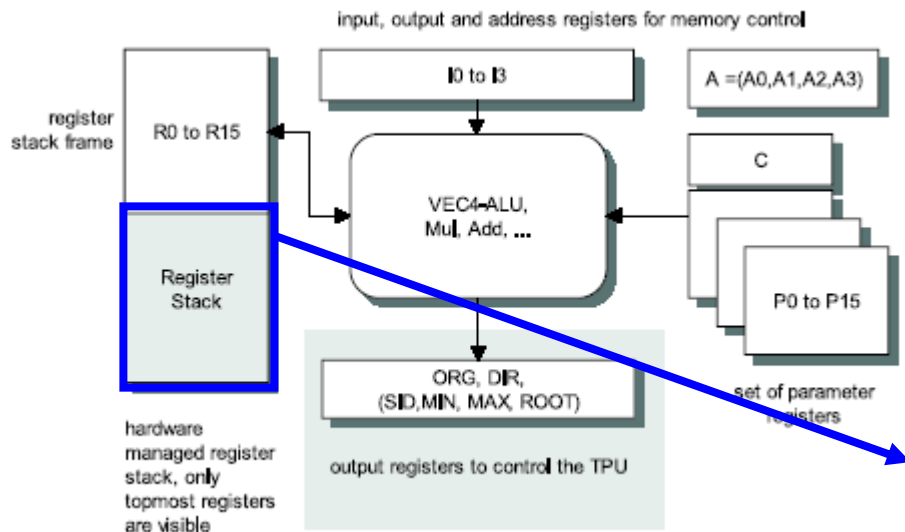 input, output and address registers for memory control
I0 to I3
A =(A0,A1,A2,A3)
register
stack frame
R0 to R15
C
VEC4-ALU,
Mul, Add, ...
Register
Stack
P0 to P15
ORG, DIR,
(SID,MIN, MAX, ROOT)
set of parameter
registers
hardware
managed register
stack, only
topmost registers
are visible
output registers to control the TPU